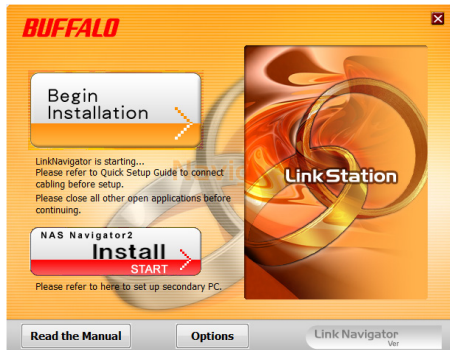 BUFFALO
Begin
Installation
LinkNavigator is starting...
Please refer to Quick Setup Guide to connect
cabling before setup.
Please close all other open applications before
continuing.
NAS Navigator2
Install
START
Please refer to here to set up secondary PC.
LinkStation
Read the Manual
Options
Link Navigator
Ver